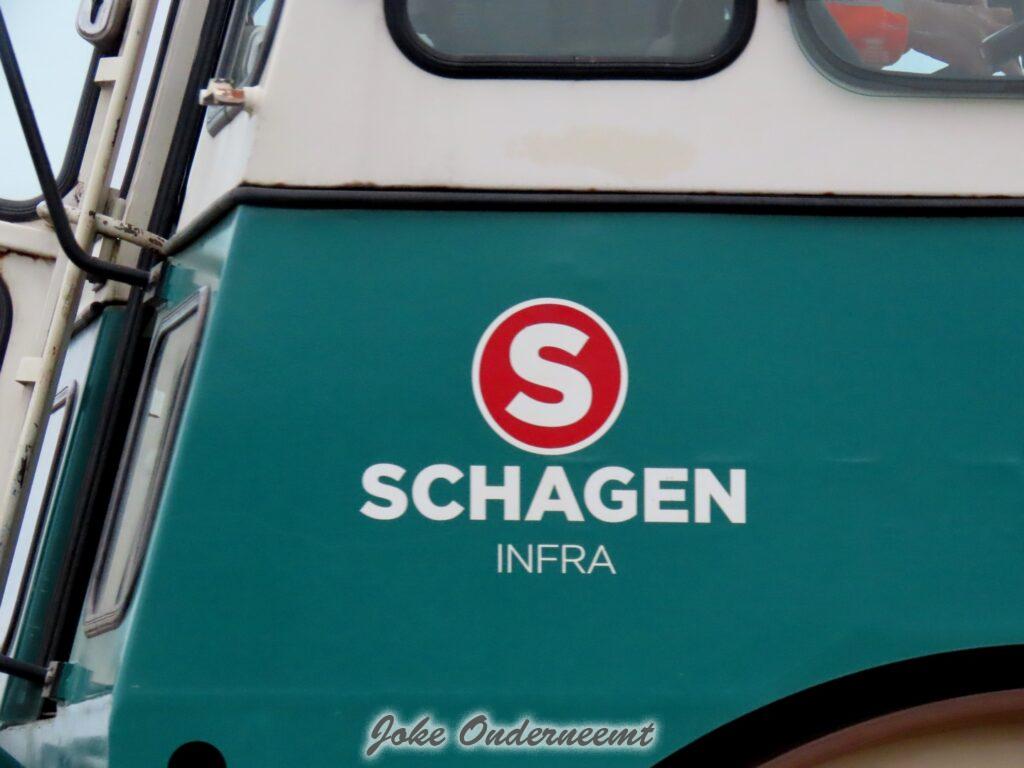 S
SCHAGEN
INFRA
Joke Onderneemt